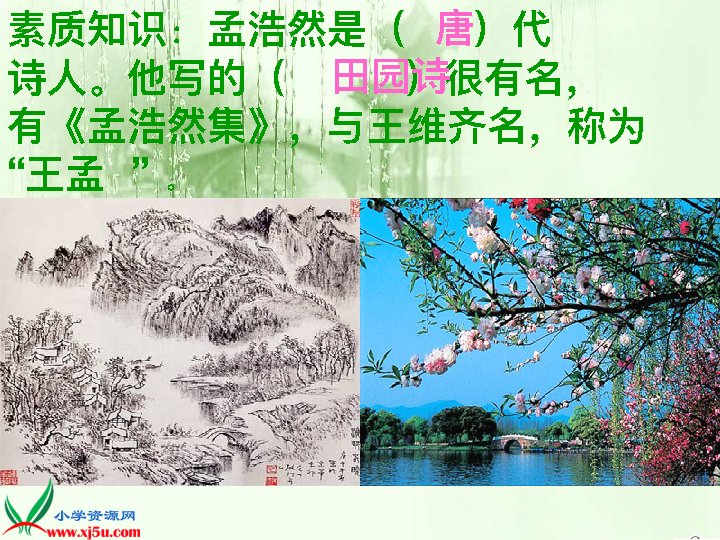 素质知识：孟浩然是（ 唐）代
诗人。他写的（ 田园诗）很有名，
有《孟浩然集》，与王维齐名，称为
“王孟 ”。
小学资源网
www.xj5u.com